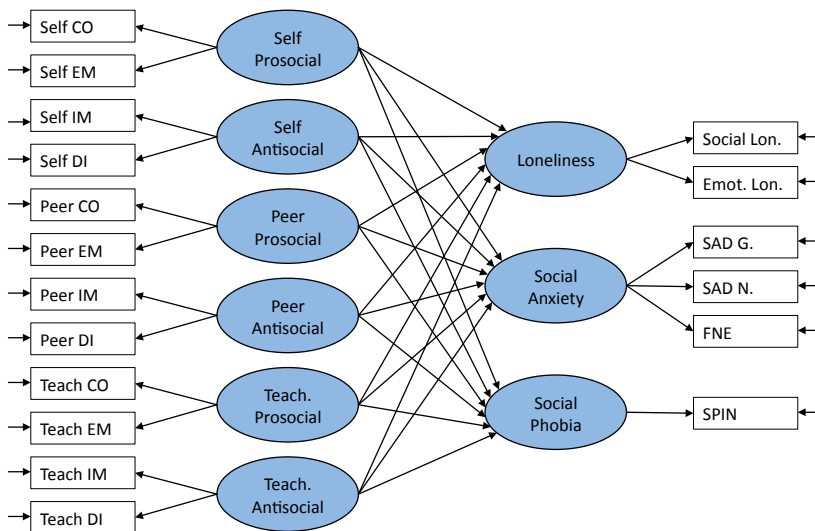 Self CO
Self EM
Self IM
Self DI
Peer CO
Peer EM
Peer IM
Peer DI
Teach CO
Teach EM
Teach IM
Teach DI
Self
Prosocial
Self
Antisocial
Peer
Prosocial
Peer
Antisocial
Teach.
Prosocial
Teach.
Antisocial
Loneliness
Social
Anxiety
Social
Phobia
Social Lon.
Emot. Lon.
SAD G.
SAD N.
FNE
SPIN